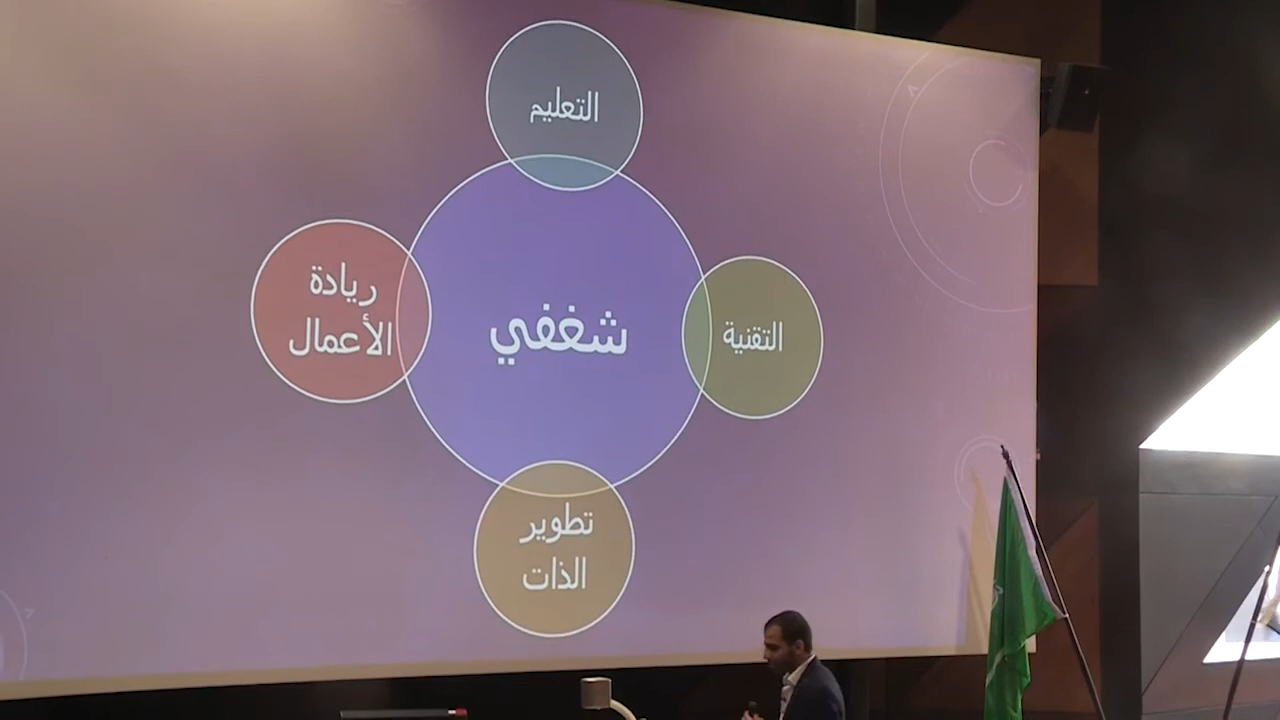 التعليم
شغفي
التقنية
ريادة
الأعمال
تطوير
الذات